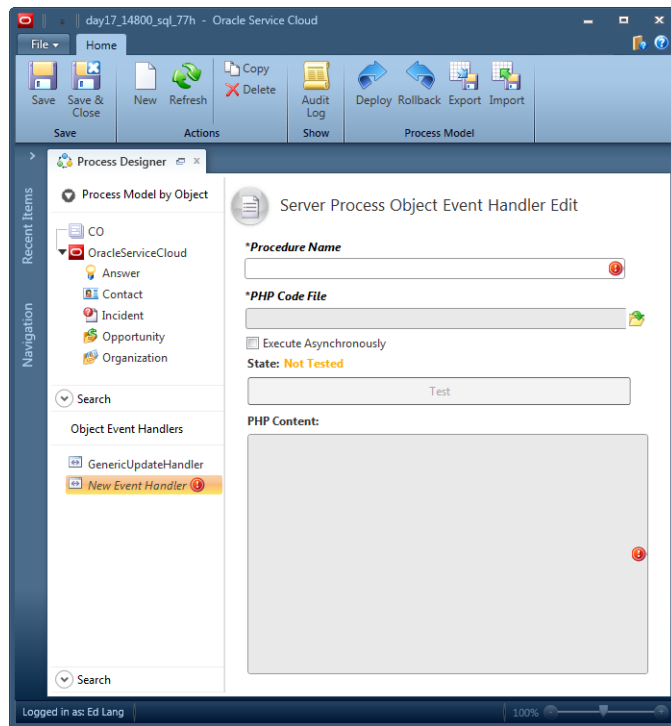 day17_14800_sql_77h - Oracle Service Cloud
File Home
Save Save & Close New Refresh Copy Delete Audit Log Deploy Rollback Export Import
Save Actions Show Process Model
Recent Items
Navigation
Process Designer
Process Model by Object
CO
OracleServiceCloud
Answer
Contact
Incident
Opportunity
Organization
Search
Object Event Handlers
GenericUpdateHandler
New Event Handler
Search
Server Process Object Event Handler Edit
*Procedure Name
*PHP Code File
Execute Asynchronously
State: Not Tested
Test
PHP Content:
Logged in as: Ed Lang
100%